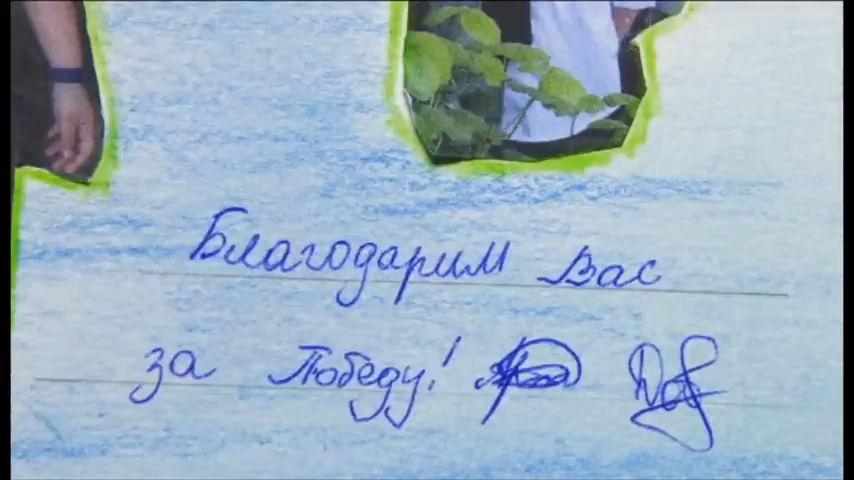 Благодарим Вас
за Победу!